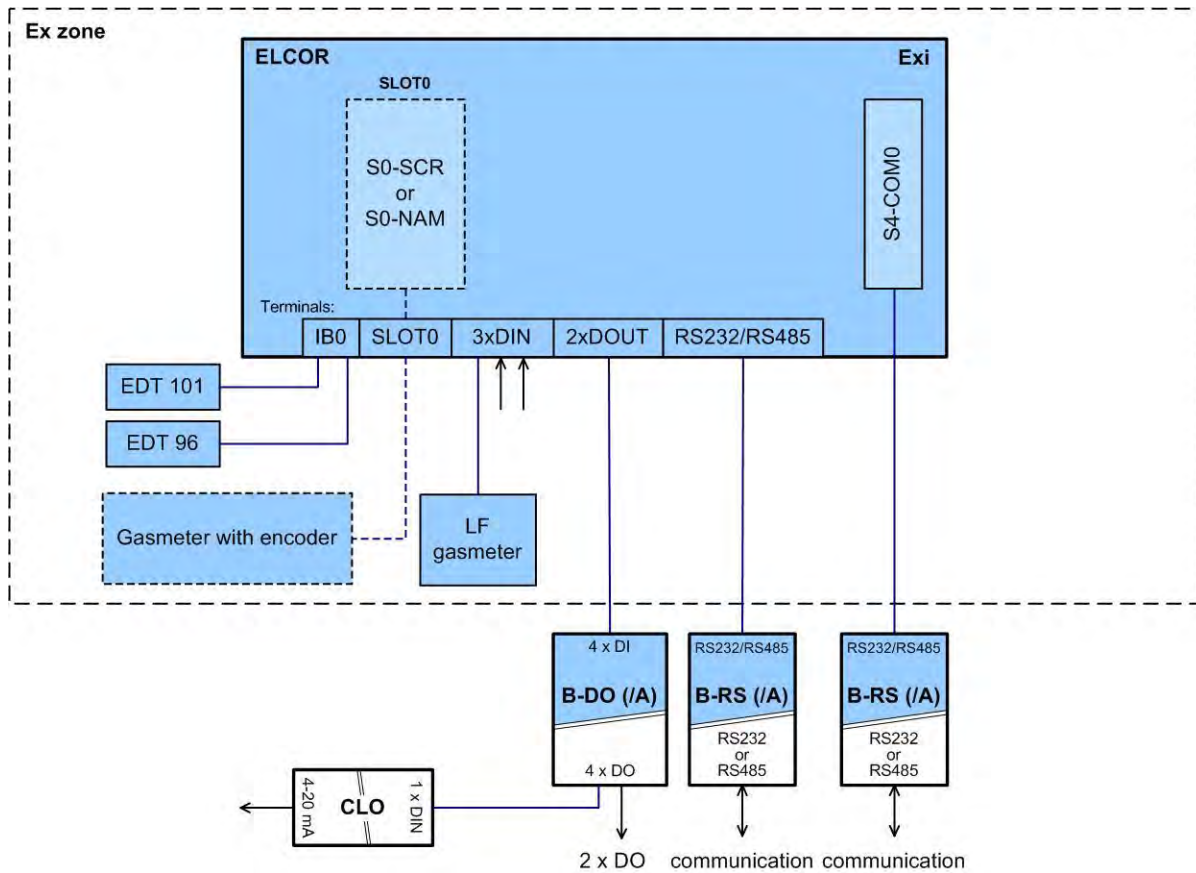 Ex zone
ELCOR
Exi
SLOT0
S0-SCR
or
S0-NAM
S4-COM0
Terminals:
IB0
SLOT0
3xDIN
2xDOUT
RS232/RS485
EDT 101
EDT 96
Gasmeter with encoder
LF
gasmeter
4 x DI
B-DO (/A)
4 x DO
RS232/RS485
B-RS (/A)
RS232
or
RS485
RS232/RS485
B-RS (/A)
RS232
or
RS485
4-20 mA
CLO
1 x DIN
2 x DO
communication
communication